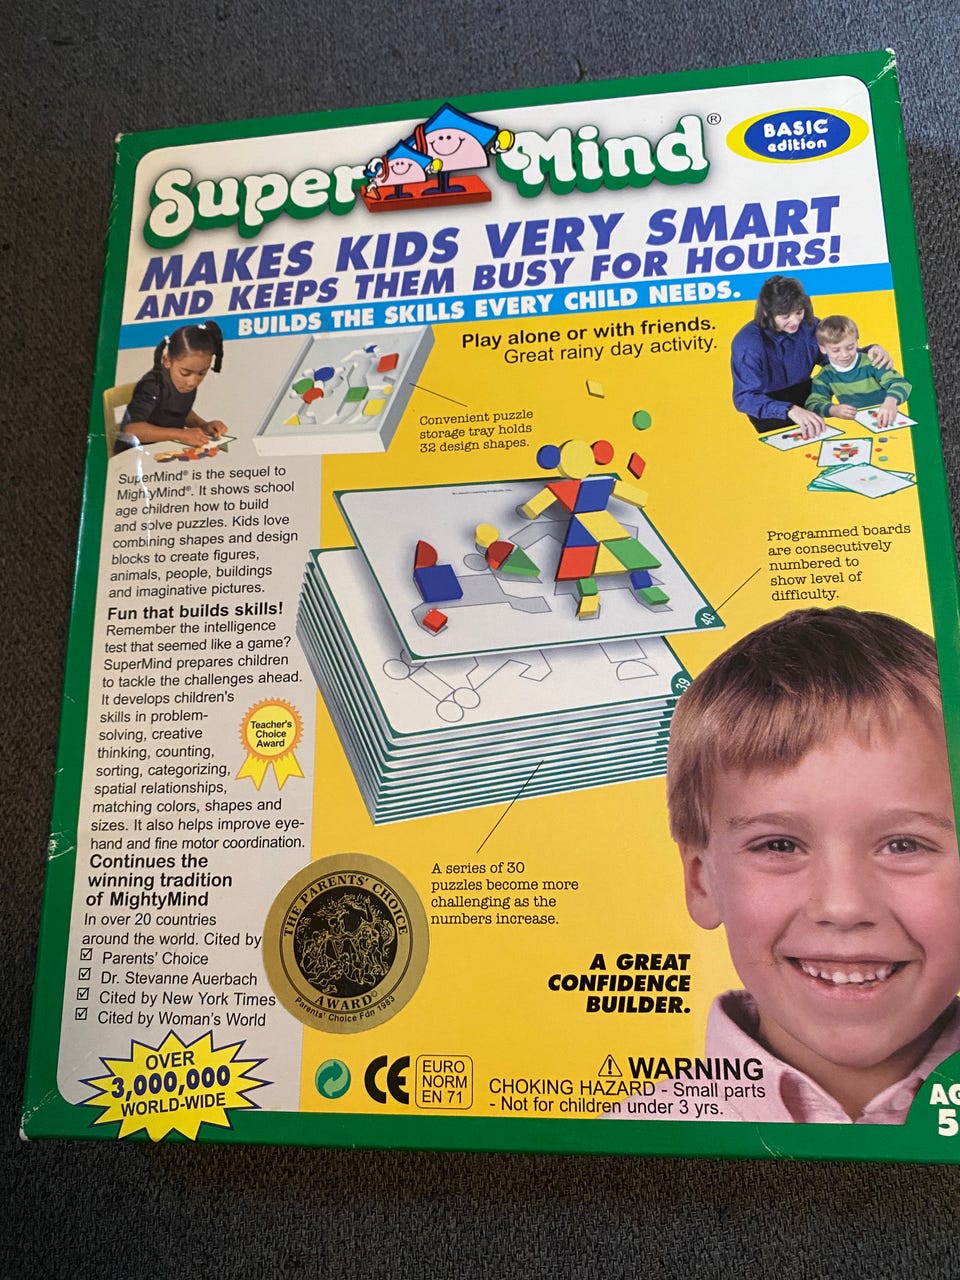 SuperMind®
BASIC
edition
MAKES KIDS VERY SMART
AND KEEPS THEM BUSY FOR HOURS!
BUILDS THE SKILLS EVERY CHILD NEEDS.
Play alone or with friends.
Great rainy day activity.
Convenient puzzle
storage tray holds
32 design shapes.
SuperMind® is the sequel to
MightyMind®. It shows school
age children how to build
and solve puzzles. Kids love
combining shapes and design
blocks to create figures,
animals, people, buildings
and imaginative pictures.
Fun that builds skills!
Remember the intelligence
test that seemed like a game?
SuperMind prepares children
to tackle the challenges ahead.
It develops children's
skills in problem-
solving, creative
thinking, counting,
sorting, categorizing,
spatial relationships,
matching colors, shapes and
sizes. It also helps improve eye-
hand and fine motor coordination.
Teacher's
Choice
Award
Continues the
winning tradition
of MightyMind
In over 20 countries
around the world. Cited by
☑ Parents' Choice
☑ Dr. Stevanne Auerbach
☑ Cited by New York Times
☑ Cited by Woman's World
OVER
3,000,000
WORLD-WIDE
Programmed boards
are consecutively
numbered to
show level of
difficulty.
40
39
A series of 30
puzzles become more
challenging as the
numbers increase.
THE PARENTS' CHOICE
AWARD©
Parents' Choice Fdn 1983
A GREAT
CONFIDENCE
BUILDER.
CE
EURO
NORM
EN 71
WARNING
CHOKING HAZARD - Small parts
- Not for children under 3 yrs.
AG
5